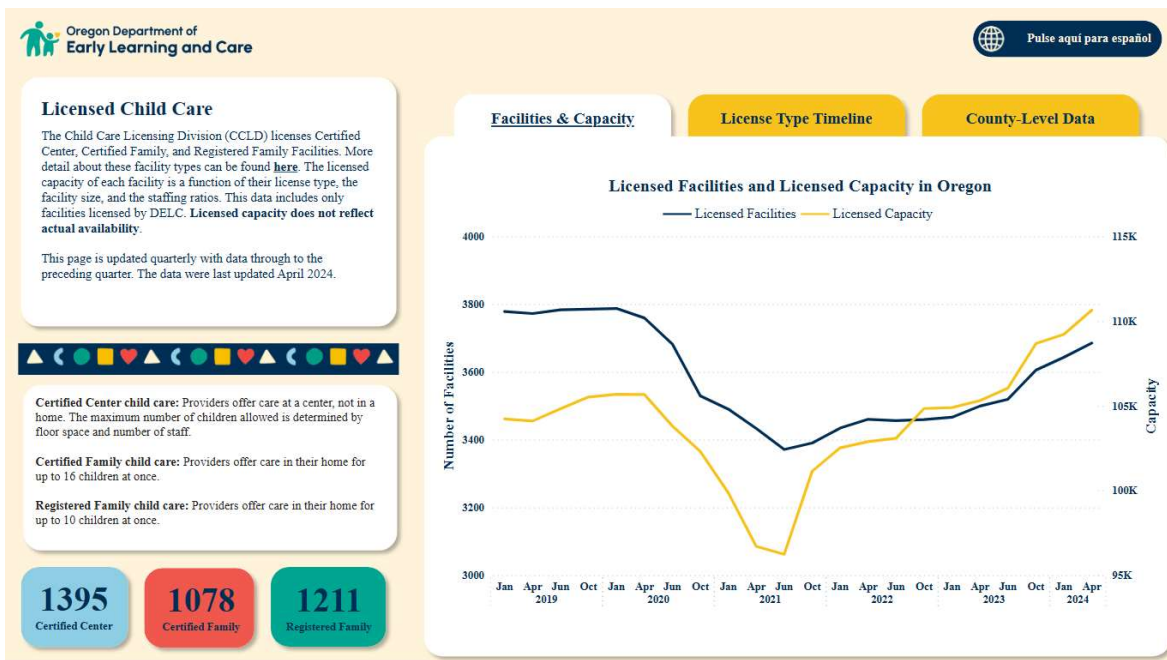 Oregon Department of
Early Learning and Care
Pulse aquí para español
Licensed Child Care
The Child Care Licensing Division (CCLD) licenses Certified
Center, Certified Family, and Registered Family Facilities. More
detail about these facility types can be found here. The licensed
capacity of each facility is a function of their license type, the
facility size, and the staffing ratios. This data includes only
facilities licensed by DELC. Licensed capacity does not reflect
actual availability.
This page is updated quarterly with data through to the
preceding quarter. The data were last updated April 2024.
Certified Center child care: Providers offer care at a center, not in a
home. The maximum number of children allowed is determined by
floor space and number of staff.
Certified Family child care: Providers offer care in their home for
up to 16 children at once.
Registered Family child care: Providers offer care in their home for
up to 10 children at once.
1395
Certified Center
1078
Certified Family
1211
Registered Family
Facilities & Capacity
License Type Timeline
County-Level Data
Licensed Facilities and Licensed Capacity in Oregon
Licensed Facilities
Licensed Capacity
Number of Facilities
4000
3800
3600
3400
3200
3000
115K
110K
105K
100K
95K
Capacity
Jan Apr Jun Oct Jan Apr Jun Oct Jan Apr Jun Oct Jan Apr Jun Oct Jan Apr Jun Oct Jan Apr
2019 2020 2021 2022 2023 2024